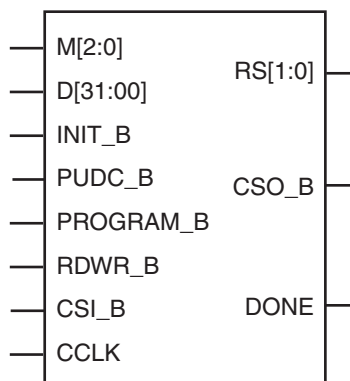 M[2:0]
D[31:00]
INIT_B
PUDC_B
PROGRAM_B
RDWR_B
CSI_B
CCLK
RS[1:0]
CSO_B
DONE